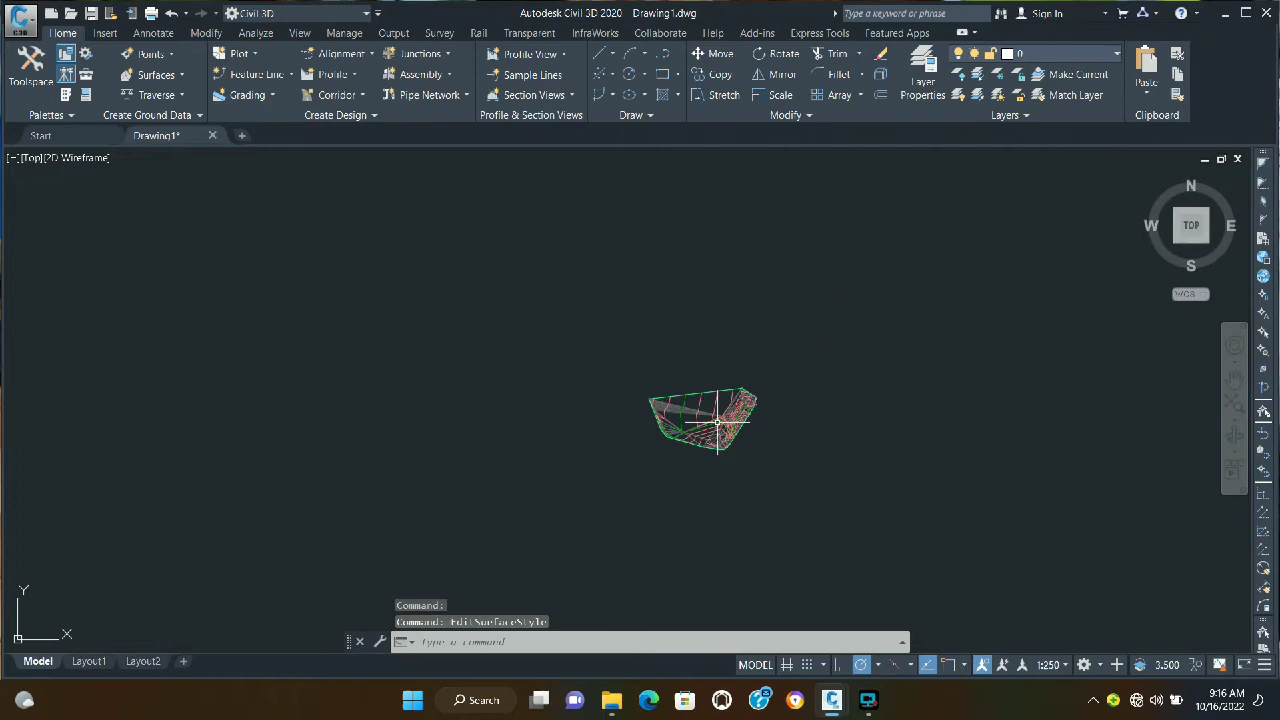 C3D
Civil 3D
Autodesk Civil 3D 2020 Drawing1.dwg
Type a keyword or phrase
Sign In
Home Insert Annotate Modify Analyze View Manage Output Survey Rail Transparent InfraWorks Collaborate Help Add-ins Express Tools Featured Apps
Toolspace
Points
Surfaces
Traverse
Plot
Feature Line
Grading
Alignment
Profile
Corridor
Junctions
Assembly
Pipe Network
Profile View
Sample Lines
Section Views
Move
Copy
Stretch
Rotate
Mirror
Scale
Trim
Fillet
Array
Layer Properties
0
Make Current
Match Layer
Paste
Palettes
Create Ground Data
Create Design
Profile & Section Views
Draw
Modify
Layers
Clipboard
Start
Drawing1*
[−][Top][2D Wireframe]
N
W
TOP
E
S
WCS
Y
X
Command:
Command: EditSurfaceStyle
Type a command
Model Layout1 Layout2
MODEL
1:250
3.500
Search
9:16 AM
10/16/2022